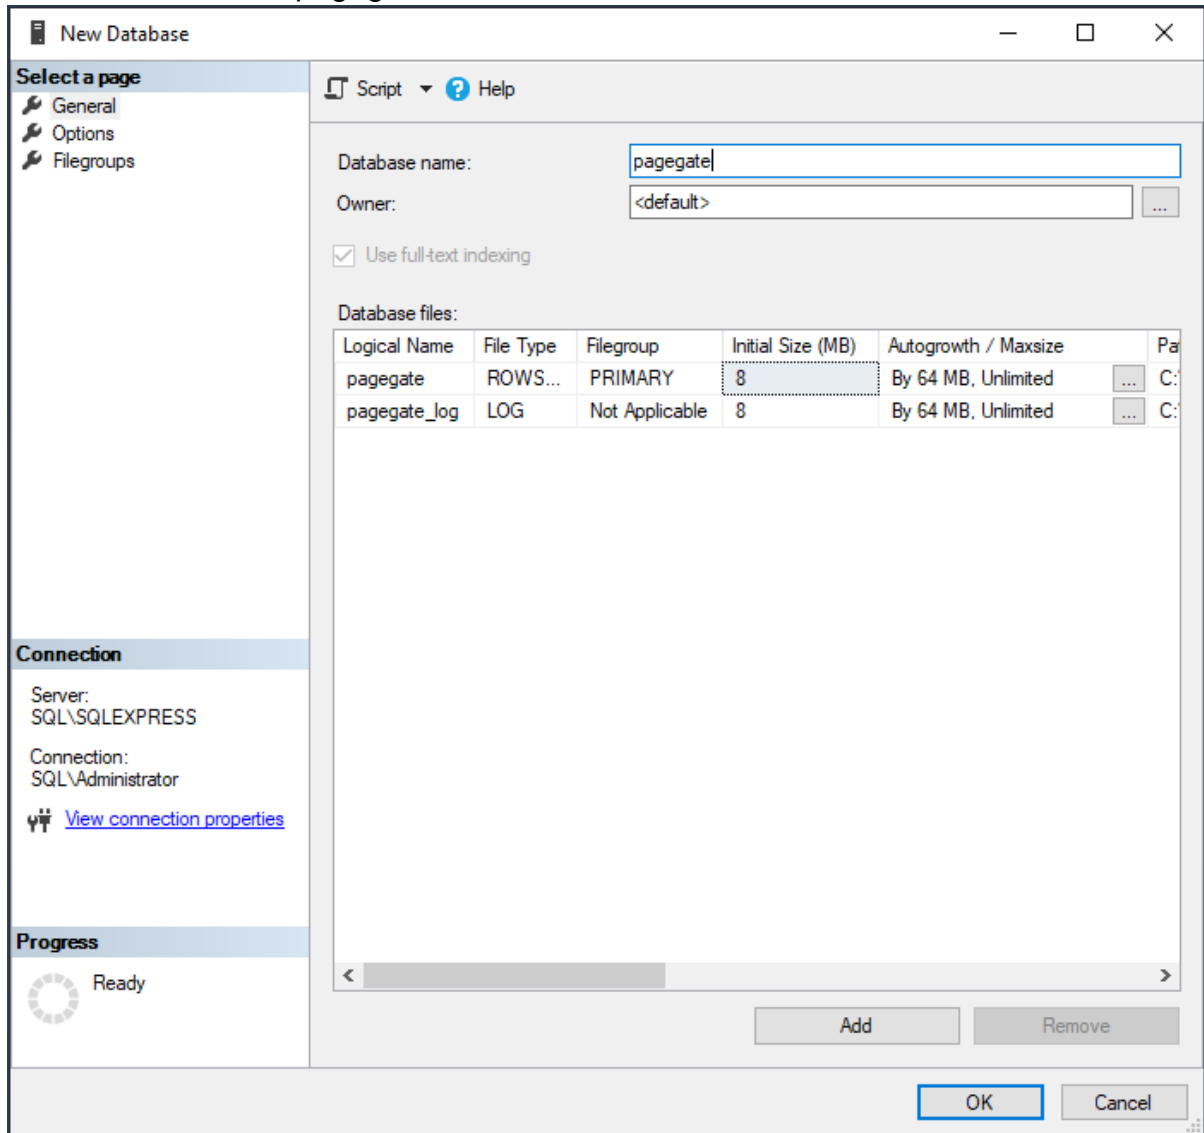 New Database
Select a page
General
Options
Filegroups
Script
Help
Database name:
pagegate
Owner:
<default>
...
Use full-text indexing
Database files:
Logical Name File Type Filegroup Initial Size (MB) Autogrowth / Maxsize
pagegate ROWS... PRIMARY 8 By 64 MB, Unlimited ... C:
pagegate_log LOG Not Applicable 8 By 64 MB, Unlimited ... C:
Connection
Server:
SQL\SQLEXPRESS
Connection:
SQL\Administrator
View connection properties
Progress
Ready
Add
Remove
OK
Cancel